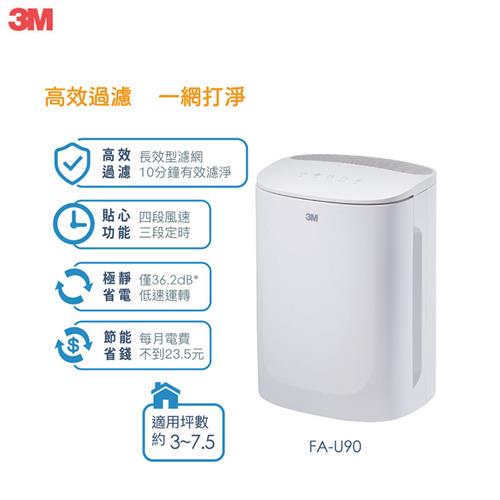 3M
高效過濾 一網打淨
高效 長效型濾網
過濾 10分鐘有效濾淨
貼心 四段風速
功能 三段定時
極靜 僅36.2dB*
省電 低速運轉
節能 每月電費
省錢 不到23.5元
適用坪數
約 3~7.5
3M
FA-U90